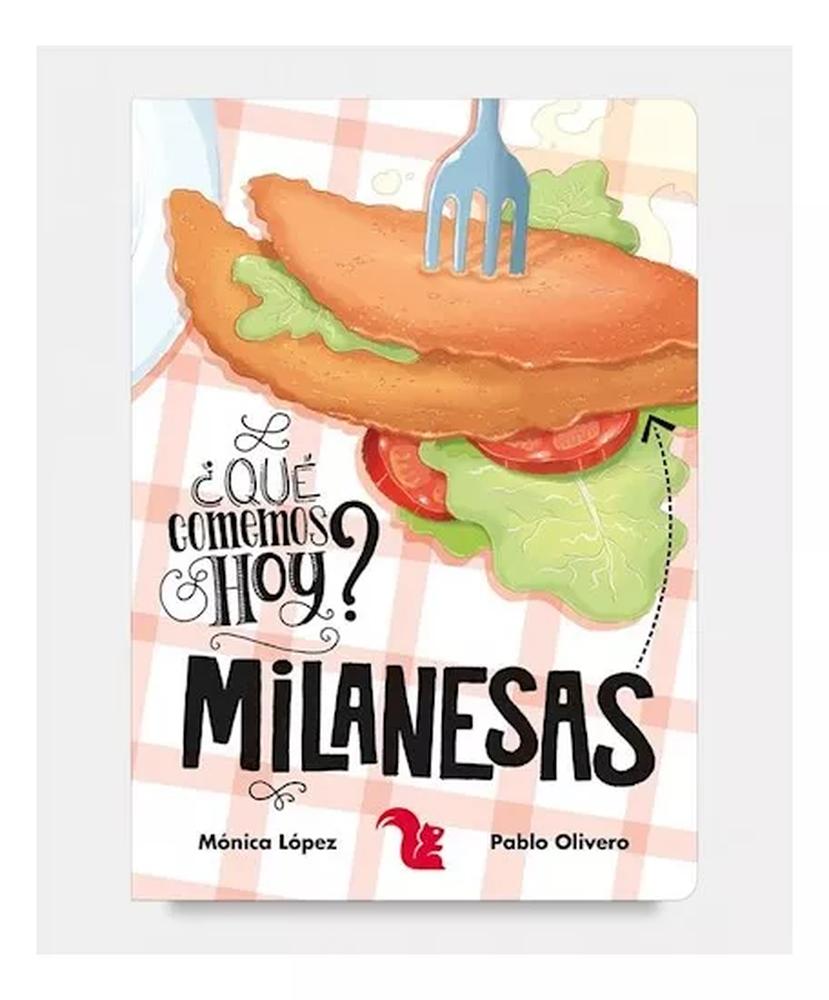 ¿QUÉ
comemos
HOY?
MiLANESAS
Mónica López
Pablo Olivero